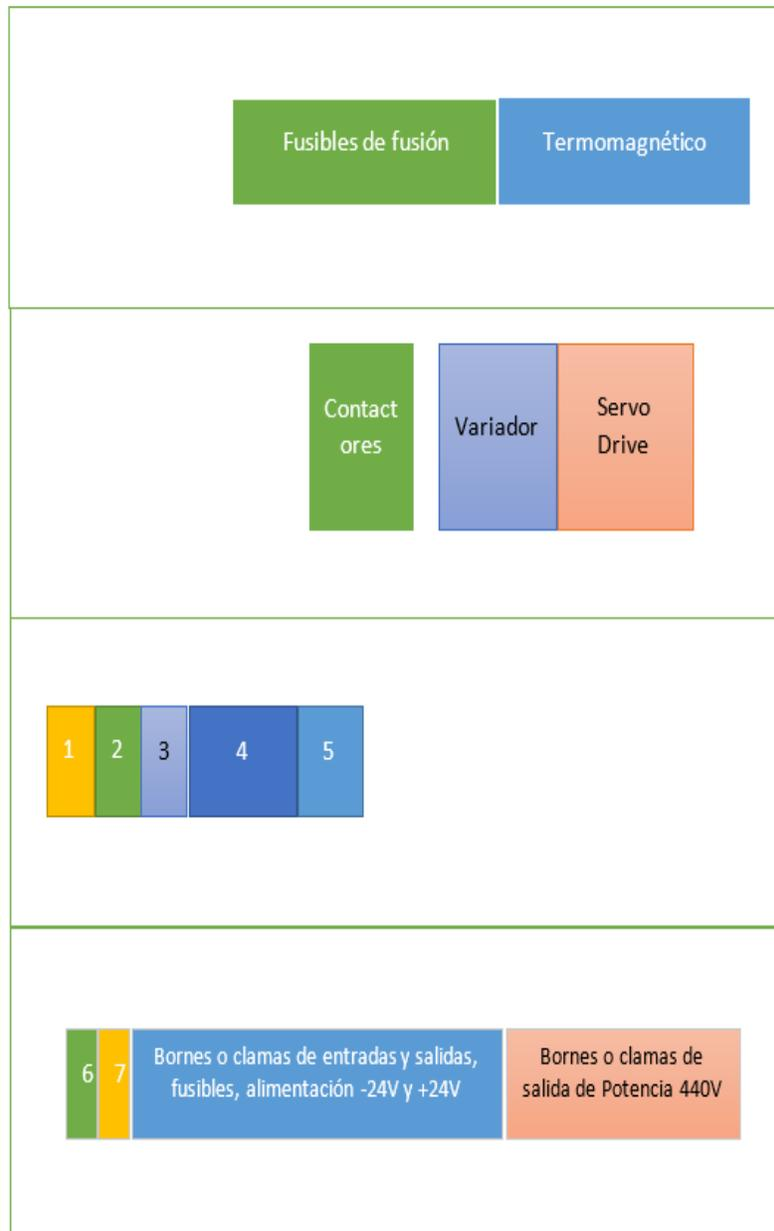 Fusibles de fusión
Termomagnético
Contact
ores
Variador
Servo
Drive
1
2
3
4
5
6
7
Bornes o clamas de entradas y salidas,
fusibles, alimentación -24V y +24V
Bornes o clamas de
salida de Potencia 440V